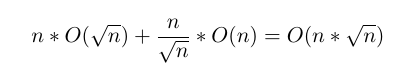 n * O(√n) + n/√n * O(n) = O(n * √n)